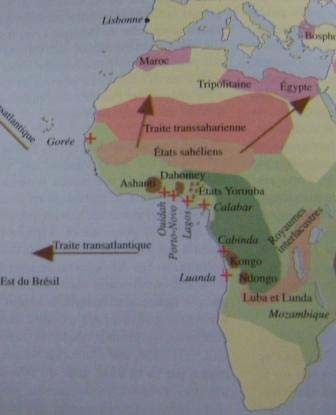 Lisbonne
Bospho
Maroc
Tripolitaine
Égypte
satlantique
Gorée
Traite transsaharienne
États sahéliens
Dahomey
Ashanti
États Yorouba
Ouidah
Porto-Novo
Lagos
Calabar
Traite transatlantique
Cabinda
Royaumes
interlacustres
Est du Brésil
Kongo
Luanda
Ndongo
Luba et Lunda
Mozambique